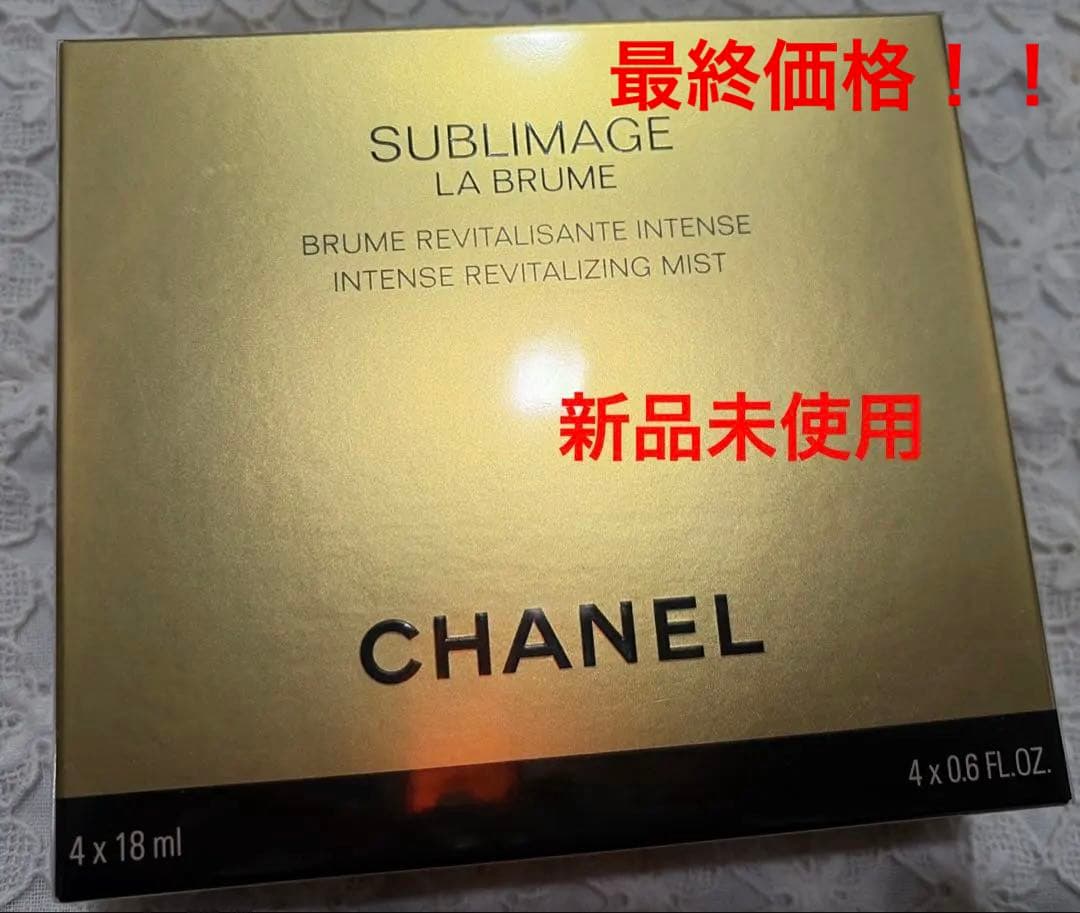 最終価格！！
SUBLIMAGE
LA BRUME
BRUME REVITALISANTE INTENSE
INTENSE REVITALIZING MIST
新品未使用
CHANEL
4 x 18 ml
4 x 0.6 FL.OZ.